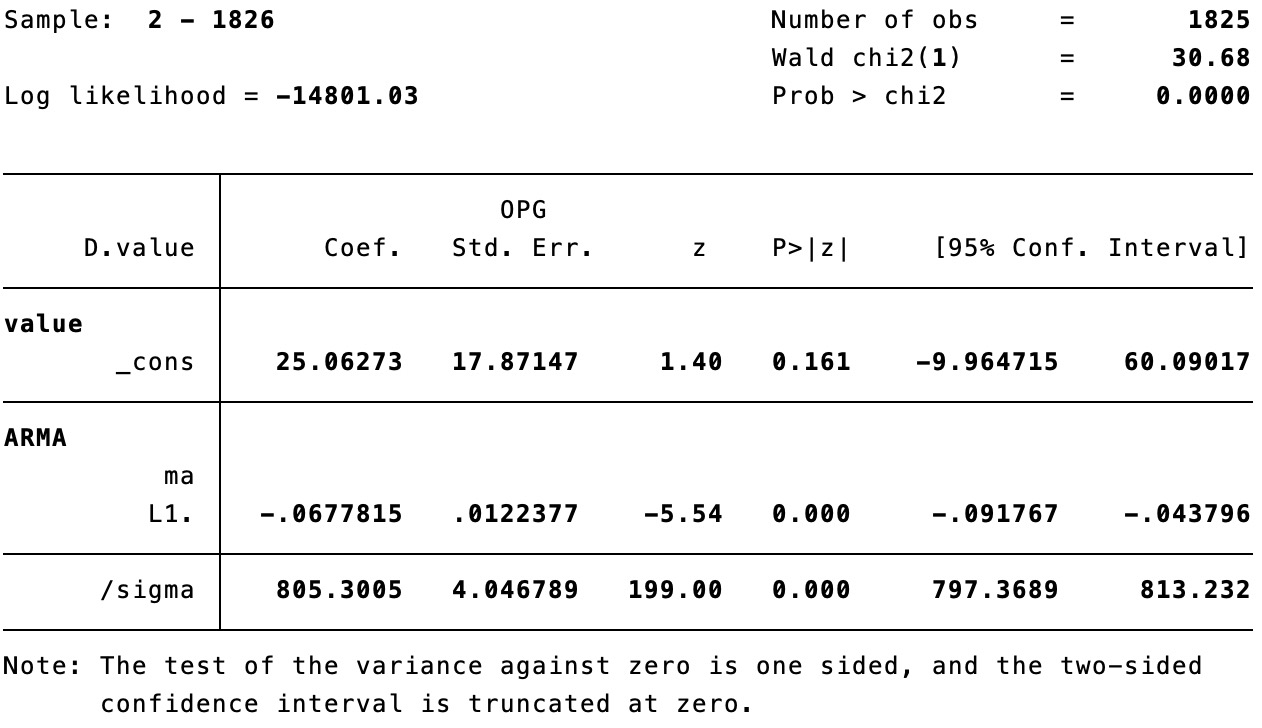 Sample:  2 - 1826                               Number of obs     =       1825
                                                Wald chi2(1)      =      30.68
Log likelihood = -14801.03                      Prob > chi2       =     0.0000
OPG
D.value        Coef.   Std. Err.      z    P>|z|     [95% Conf. Interval]
value
_cons     25.06273   17.87147     1.40   0.161    -9.964715    60.09017
ARMA
ma
L1.    -.0677815   .0122377    -5.54   0.000     -.091767    -.043796
/sigma     805.3005   4.046789   199.00   0.000     797.3689     813.232
Note: The test of the variance against zero is one sided, and the two-sided
confidence interval is truncated at zero.